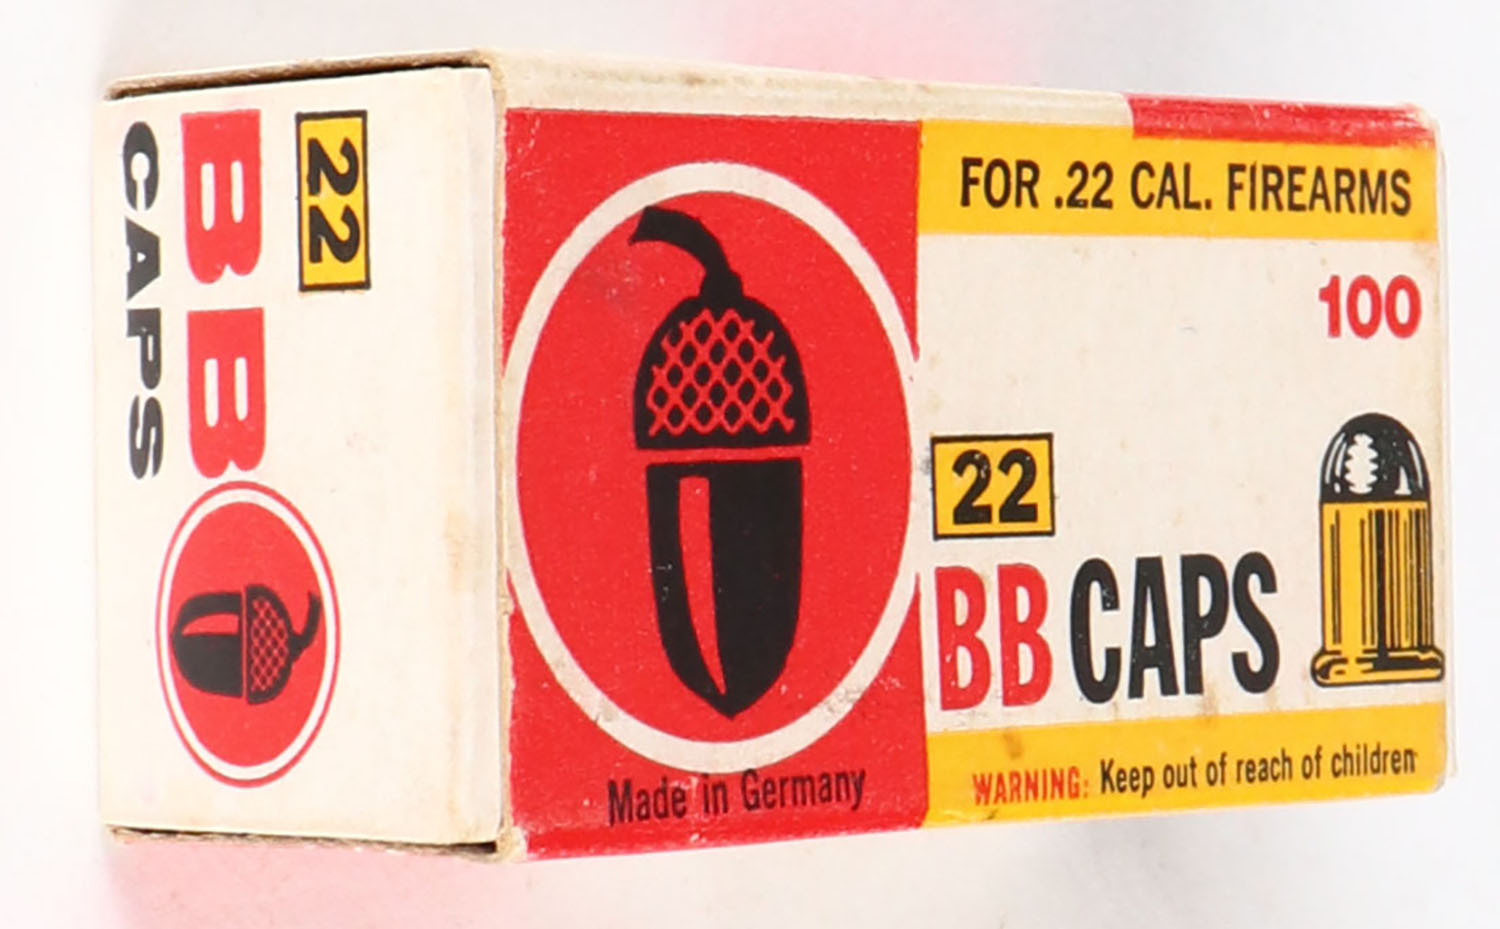 22
BB
CAPS
FOR .22 CAL. FIREARMS
100
22
BB CAPS
Made in Germany
WARNING: Keep out of reach of children